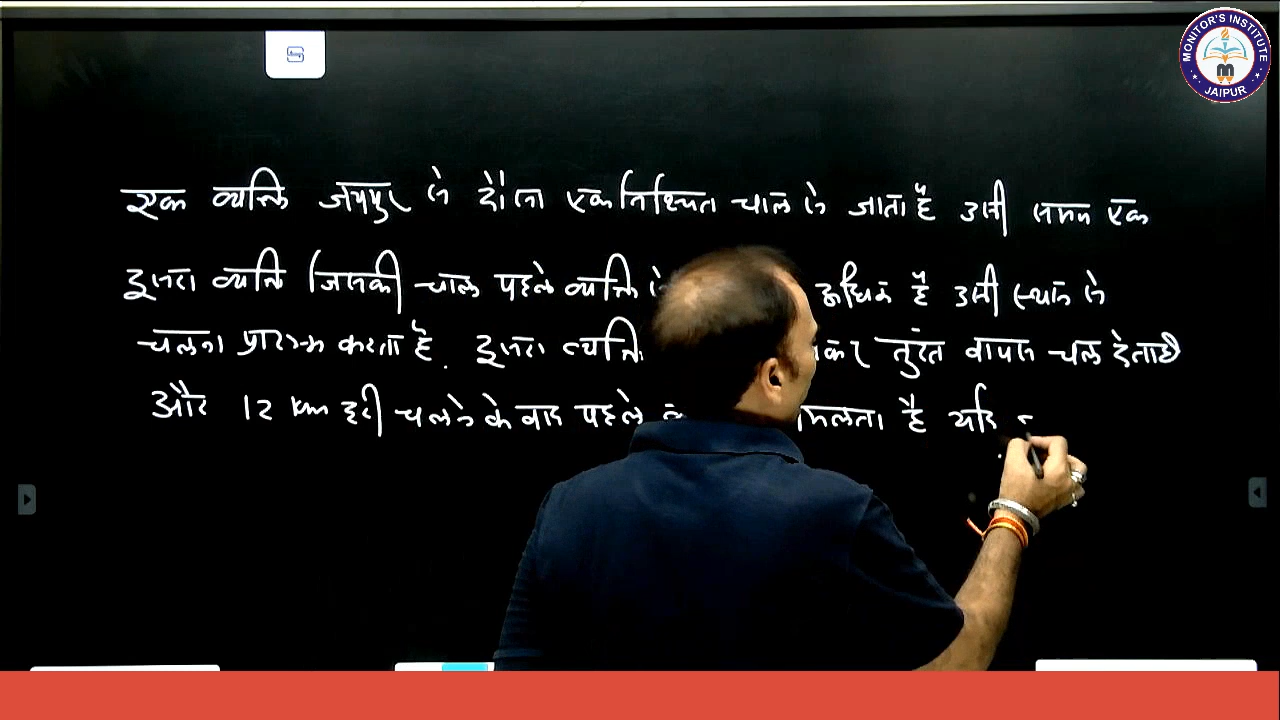 MONITOR'S INSTITUTE
JAIPUR
एक व्यक्ति जयपुर से दौसा एक निश्चित चाल से जाता है उसी समय एक
दूसरा व्यक्ति जिसकी चाल पहले व्यक्ति से अधिक है उसी स्थान से
चलना प्रारम्भ करता है. दूसरा व्यक्ति कर तुरंत वापस चल देता है
और 12 km दूरी चलने के बाद पहले मिलता है यदि